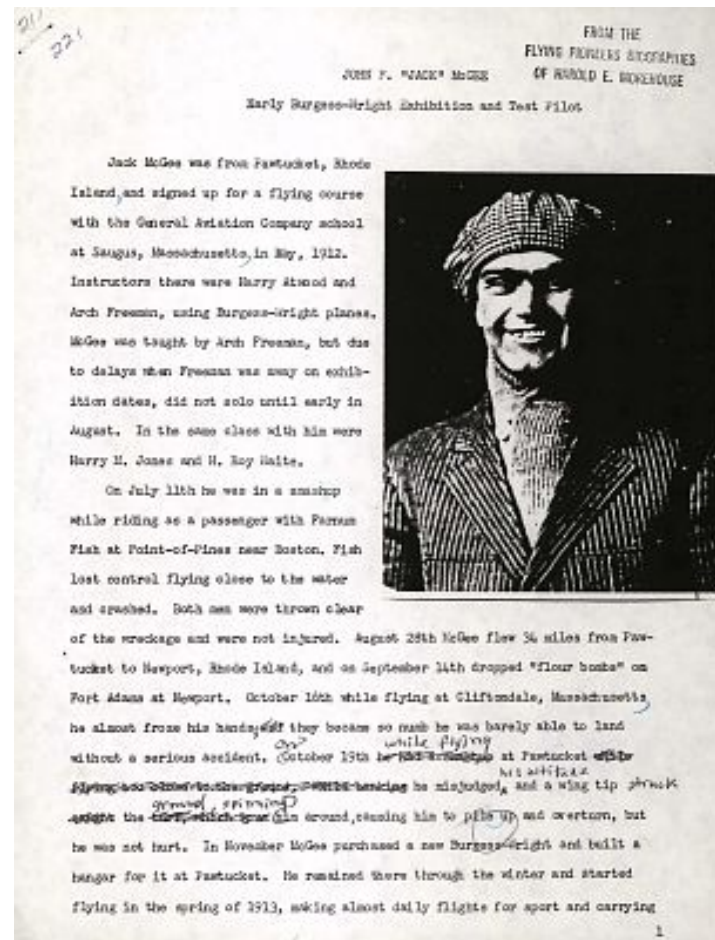 211
221
FROM THE
FLYING PIONEERS BIOGRAPHIES
OF HAROLD E. MOREHOUSE
JOHN F. "JACK" McGEE
Early Burgess-Wright Exhibition and Test Pilot
Jack McGee was from Pawtucket, Rhode
Island, and signed up for a flying course
with the General Aviation Company school
at Saugus, Massachusetts, in May, 1912.
Instructors there were Harry Atwood and
Arch Freeman, using Burgess-Wright planes.
McGee was taught by Arch Freeman, but due
to delays when Freeman was away on exhib-
ition dates, did not solo until early in
August. In the same class with him were
Harry M. Jones and H. Roy Waite.
On July 11th he was in a smashup
while riding as a passenger with Farnum
Fish at Point-of-Pines near Boston. Fish
lost control flying close to the water
and crashed. Both men were thrown clear
of the wreckage and were not injured. August 28th McGee flew 34 miles from Paw-
tucket to Newport, Rhode Island, and on September 14th dropped "flour bombs" on
Fort Adams at Newport. October 16th while flying at Cliftondale, Massachusetts,
he almost froze his hands, they became so numb he was barely able to land
without a serious accident. On October 19th while flying at Pawtucket
he misjudged his altitude, and a wing tip struck
the ground, spinning him around, causing him to pile up and overturn, but
he was not hurt. In November McGee purchased a new Burgess-Wright and built a
hangar for it at Pawtucket. He remained there through the winter and started
flying in the spring of 1913, making almost daily flights for sport and carrying
1